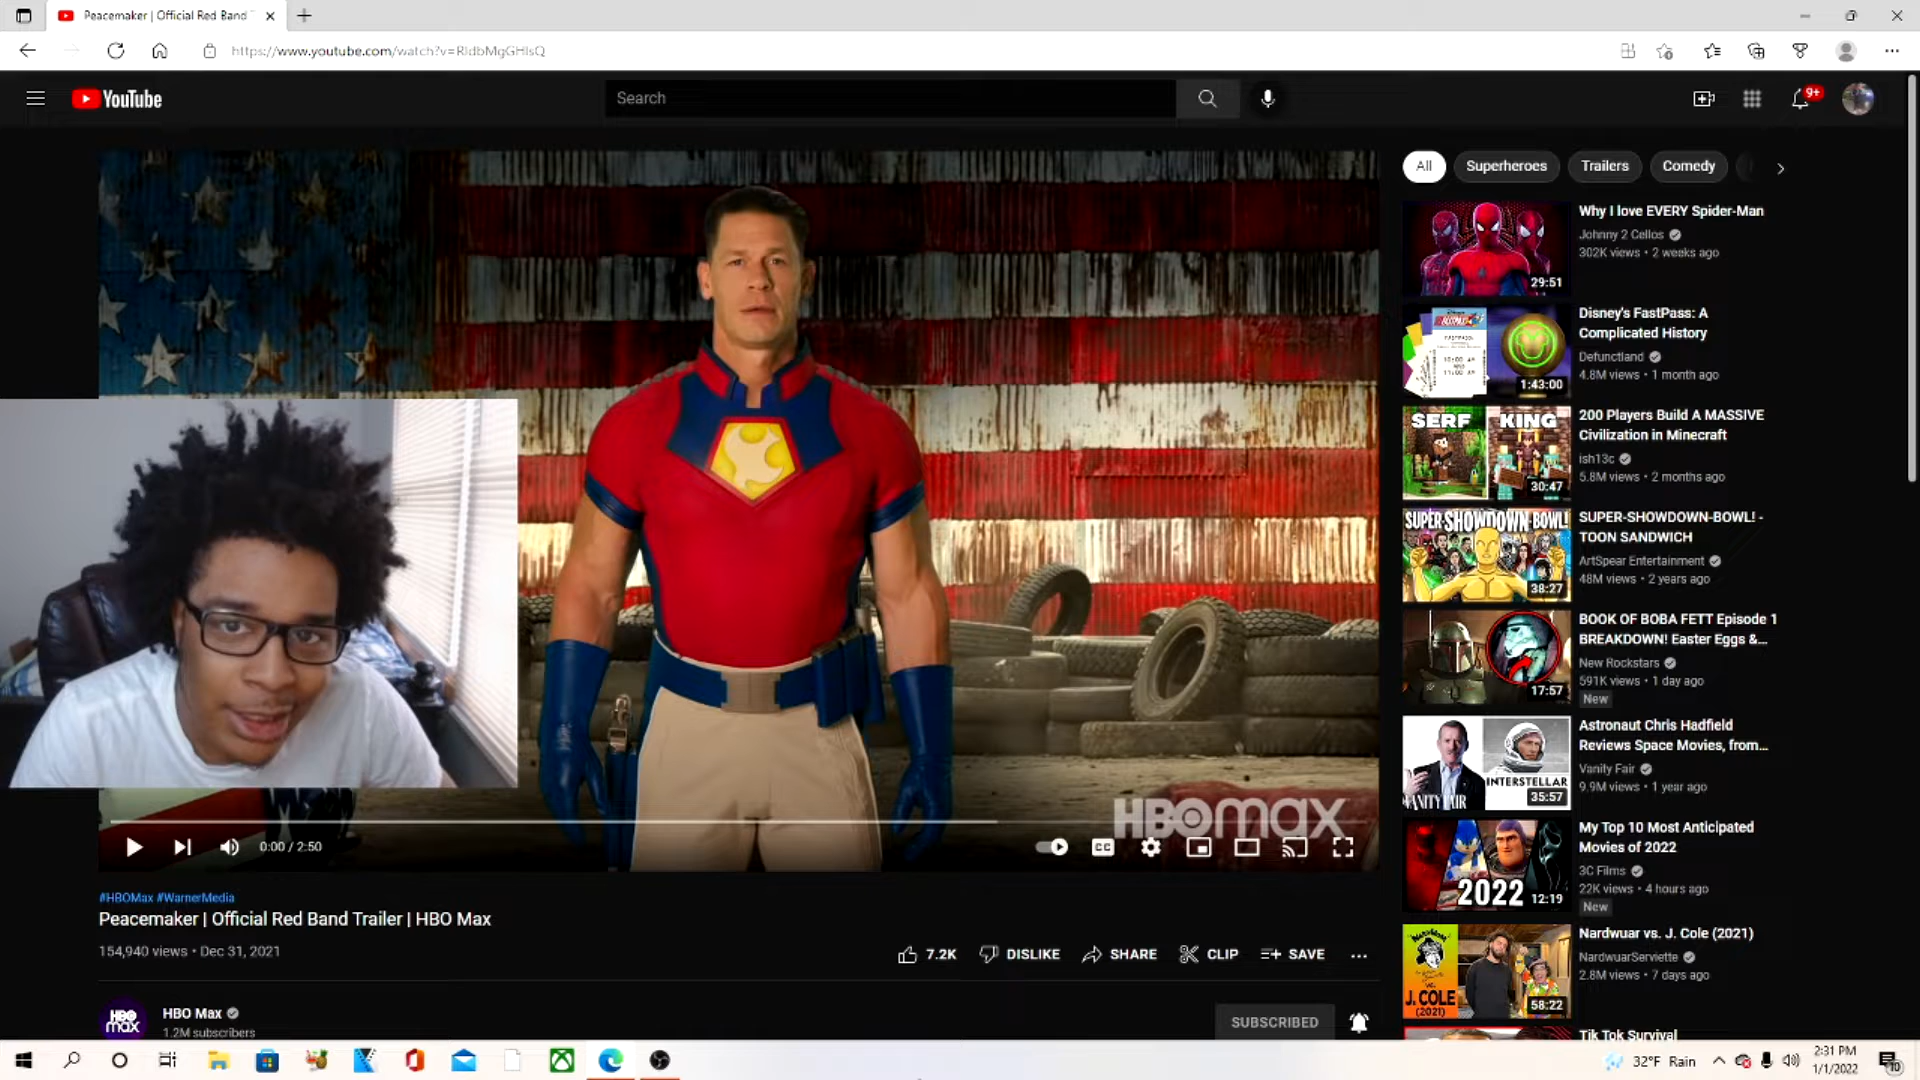 Peacemaker | Official Red Band
https://www.youtube.com/watch?v=RldbMgGHlsQ
YouTube
Search
9+
All
Superheroes
Trailers
Comedy
Why I love EVERY Spider-Man
Johnny 2 Cellos
302K views • 2 weeks ago
29:51
Disney's FastPass: A
Complicated History
Defunctland
4.8M views • 1 month ago
1:43:00
SERF KING
200 Players Build A MASSIVE
Civilization in Minecraft
ish13c
5.8M views • 2 months ago
30:47
SUPER SHOWDOWN BOWL!
SUPER-SHOWDOWN-BOWL! -
TOON SANDWICH
ArtSpear Entertainment
48M views • 2 years ago
38:27
BOOK OF BOBA FETT Episode 1
BREAKDOWN! Easter Eggs &...
New Rockstars
591K views • 1 day ago
New
17:57
Astronaut Chris Hadfield
Reviews Space Movies, from...
Vanity Fair
9.9M views • 1 year ago
INTERSTELLAR
VANITY FAIR
35:57
My Top 10 Most Anticipated
Movies of 2022
3C Films
22K views • 4 hours ago
New
2022
12:19
Nardwuar vs. J. Cole (2021)
NardwuarServiette
2.8M views • 7 days ago
vs.
J. COLE
(2021)
58:22
Tik Tok Survival
HBOmax
0:00 / 2:50
CC
#HBOMax #WarnerMedia
Peacemaker | Official Red Band Trailer | HBO Max
154,940 views • Dec 31, 2021
7.2K
DISLIKE
SHARE
CLIP
SAVE
HBO max
HBO Max
1.2M subscribers
SUBSCRIBED
32°F Rain
2:31 PM
1/1/2022
10